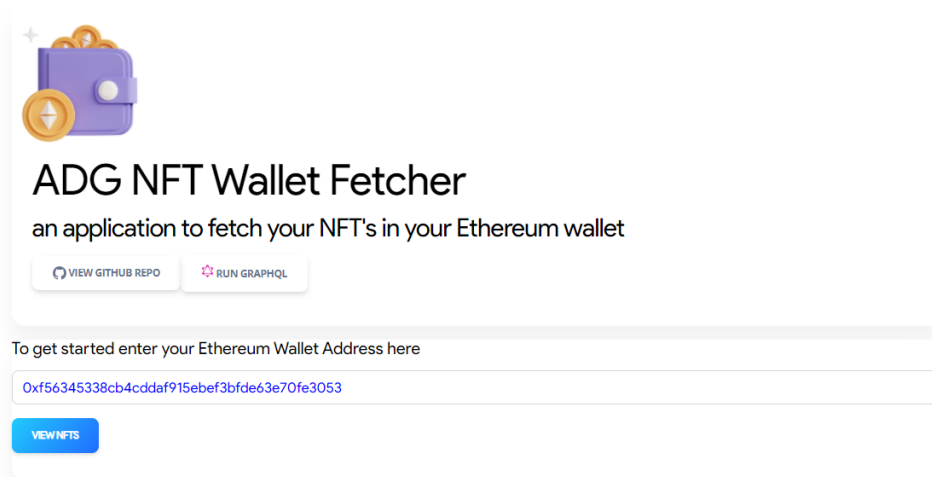 ADG NFT Wallet Fetcher
an application to fetch your NFT's in your Ethereum wallet
VIEW GITHUB REPO
RUN GRAPHQL
To get started enter your Ethereum Wallet Address here
0xf56345338cb4cddaf915ebef3bfde63e70fe3053
VIEW NFTS